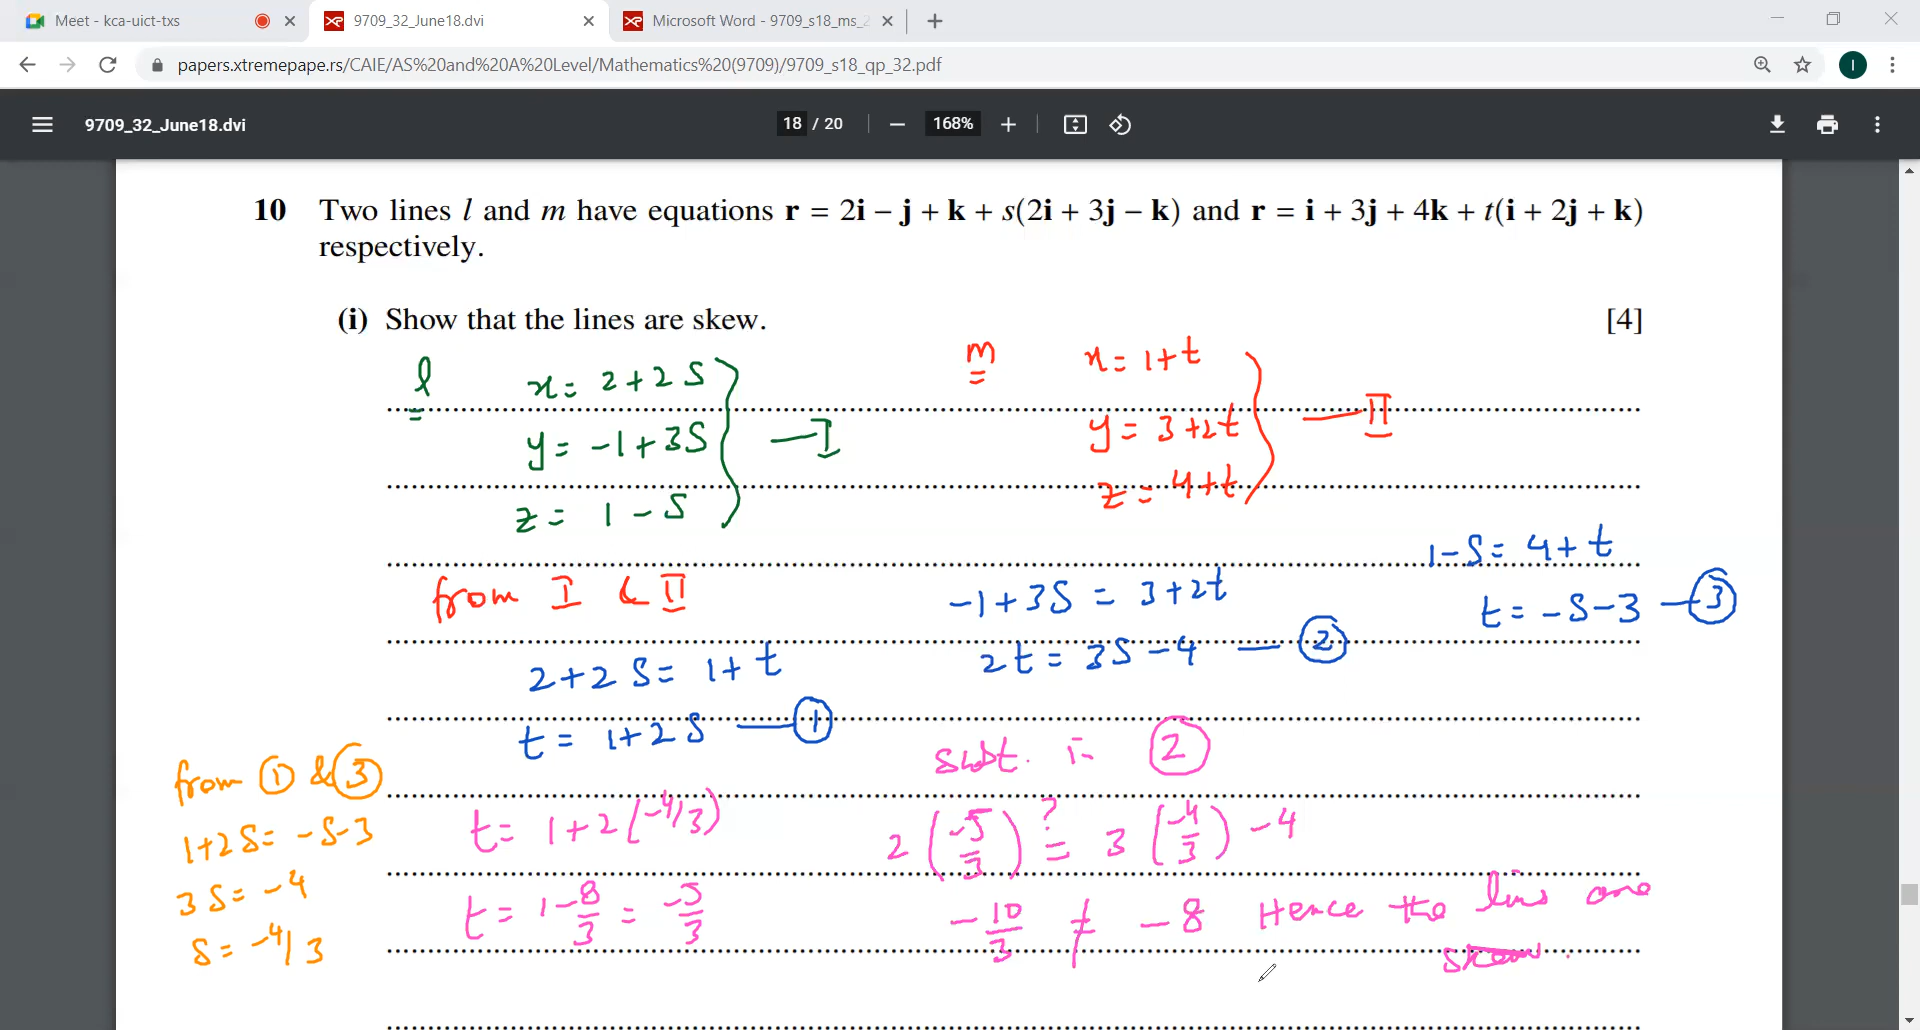 Meet - kca-uict-txs
9709_32_June18.dvi
Microsoft Word - 9709_s18_ms_
papers.xtremepape.rs/CAIE/AS%20and%20A%20Level/Mathematics%20(9709)/9709_s18_qp_32.pdf
I
9709_32_June18.dvi
18 / 20
168%
10 Two lines l and m have equations r = 2i − j + k + s(2i + 3j − k) and r = i + 3j + 4k + t(i + 2j + k)
respectively.
(i) Show that the lines are skew. [4]
l x = 2+2S
y = -1+3S — I
z = 1-S
m x = 1+t
y = 3+2t — II
z = 4+t
from I & II
2+2S = 1+t
t = 1+2S — ①
-1+3S = 3+2t
2t = 3S-4 — ②
1-S = 4+t
t = -S-3 — ③
from ① & ③
1+2S = -S-3
3S = -4
S = -4/3
t = 1+2(-4/3)
t = 1-8/3 = -5/3
subt. in ②
2(-5/3) ?= 3(-4/3) -4
-10/3 ≠ -8 Hence the lins are
skew.